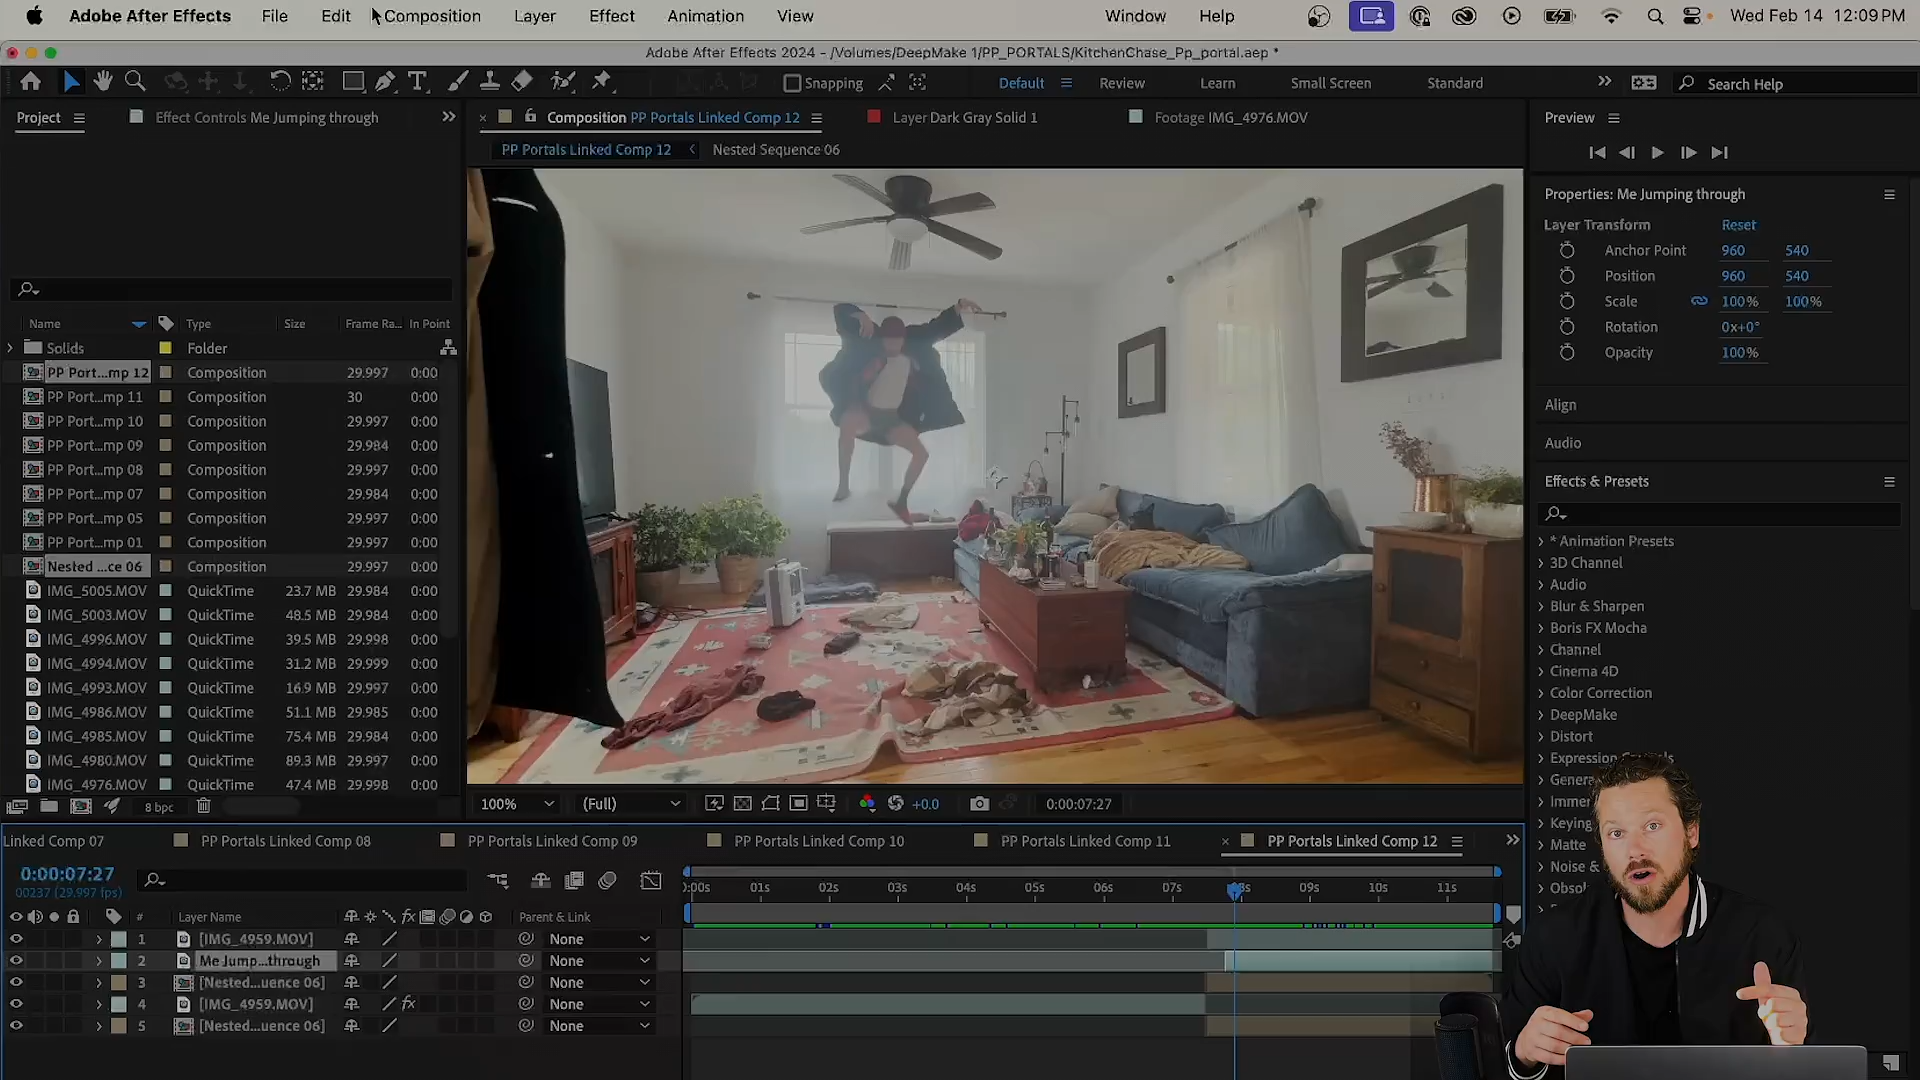 Adobe After Effects File Edit Composition Layer Effect Animation View Window Help Wed Feb 14 12:09 PM
Adobe After Effects 2024 - /Volumes/DeepMake 1/PP_PORTALS/KitchenChase_Pp_portal.aep *
Snapping Default Review Learn Small Screen Standard Search Help
Project Effect Controls Me Jumping through
Composition PP Portals Linked Comp 12 Layer Dark Gray Solid 1 Footage IMG_4976.MOV
PP Portals Linked Comp 12 Nested Sequence 06
Name Type Size Frame Ra... In Point
Solids Folder
PP Port...mp 12 Composition 29.997 0:00
PP Port...mp 11 Composition 30 0:00
PP Port...mp 10 Composition 29.997 0:00
PP Port...mp 09 Composition 29.984 0:00
PP Port...mp 08 Composition 29.997 0:00
PP Port...mp 07 Composition 29.984 0:00
PP Port...mp 05 Composition 29.997 0:00
PP Port...mp 01 Composition 29.997 0:00
Nested ...ce 06 Composition 29.997 0:00
IMG_5005.MOV QuickTime 23.7 MB 29.984 0:00
IMG_5003.MOV QuickTime 48.5 MB 29.984 0:00
IMG_4996.MOV QuickTime 39.5 MB 29.998 0:00
IMG_4994.MOV QuickTime 31.2 MB 29.999 0:00
IMG_4993.MOV QuickTime 16.9 MB 29.997 0:00
IMG_4986.MOV QuickTime 51.1 MB 29.985 0:00
IMG_4985.MOV QuickTime 75.4 MB 29.984 0:00
IMG_4980.MOV QuickTime 89.3 MB 29.997 0:00
IMG_4976.MOV QuickTime 47.4 MB 29.998 0:00
8 bpc
100% (Full) +0.0 0:00:07:27
Preview
Properties: Me Jumping through
Layer Transform Reset
Anchor Point 960 540
Position 960 540
Scale 100% 100%
Rotation 0x+0°
Opacity 100%
Align
Audio
Effects & Presets
* Animation Presets
3D Channel
Audio
Blur & Sharpen
Boris FX Mocha
Channel
Cinema 4D
Color Correction
DeepMake
Distort
Expression
Genera
Immer
Keying
Matte
Noise &
Obsol
Linked Comp 07 PP Portals Linked Comp 08 PP Portals Linked Comp 09 PP Portals Linked Comp 10 PP Portals Linked Comp 11 PP Portals Linked Comp 12
0:00:07:27
00237 (29.997 fps)
0:00s 01s 02s 03s 04s 05s 06s 07s 09s 10s 11s
# Layer Name fx Parent & Link
1 [IMG_4959.MOV] None
2 Me Jump...through None
3 [Nested...uence 06] None
4 [IMG_4959.MOV] fx None
5 [Nested...uence 06] None